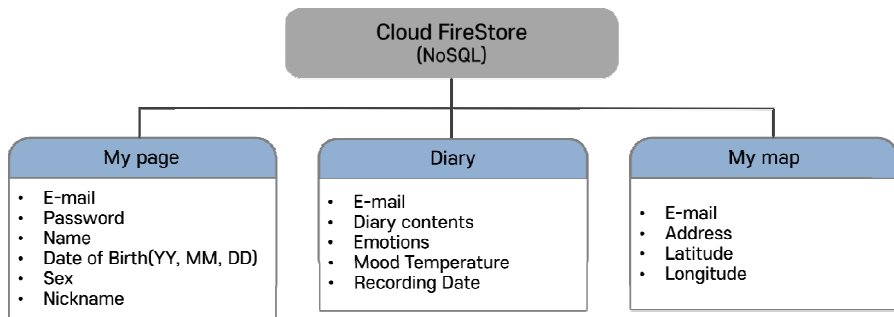 Cloud FireStore
(NoSQL)
My page
• E-mail
• Password
• Name
• Date of Birth(YY, MM, DD)
• Sex
• Nickname
Diary
• E-mail
• Diary contents
• Emotions
• Mood Temperature
• Recording Date
My map
• E-mail
• Address
• Latitude
• Longitude